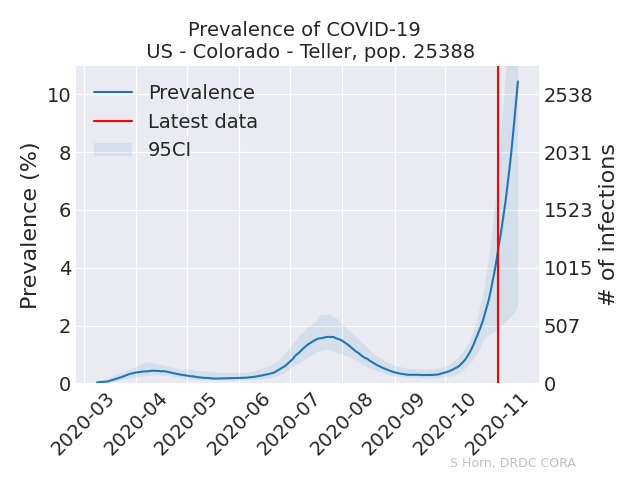 Prevalence of COVID-19
US - Colorado - Teller, pop. 25388
Prevalence
Latest data
95CI
Prevalence (%)
10
8
6
4
2
0
2538
2031
1523
1015
507
0
# of infections
2020-03
2020-04
2020-05
2020-06
2020-07
2020-08
2020-09
2020-10
2020-11
S Horn, DRDC CORA